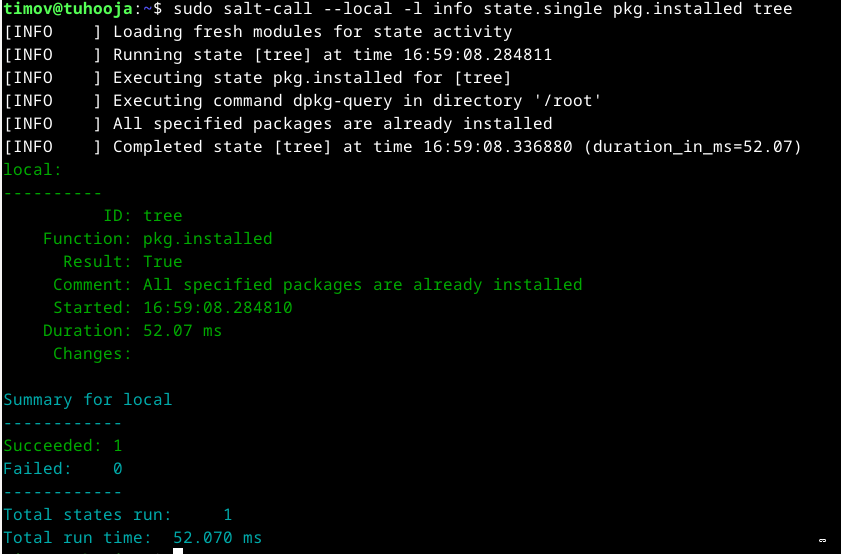 timov@tuhooja:~$ sudo salt-call --local -l info state.single pkg.installed tree
[INFO    ] Loading fresh modules for state activity
[INFO    ] Running state [tree] at time 16:59:08.284811
[INFO    ] Executing state pkg.installed for [tree]
[INFO    ] Executing command dpkg-query in directory '/root'
[INFO    ] All specified packages are already installed
[INFO    ] Completed state [tree] at time 16:59:08.336880 (duration_in_ms=52.07)
local:
----------
          ID: tree
    Function: pkg.installed
      Result: True
     Comment: All specified packages are already installed
     Started: 16:59:08.284810
    Duration: 52.07 ms
     Changes:

Summary for local
------------
Succeeded: 1
Failed:    0
------------
Total states run:     1
Total run time:  52.070 ms